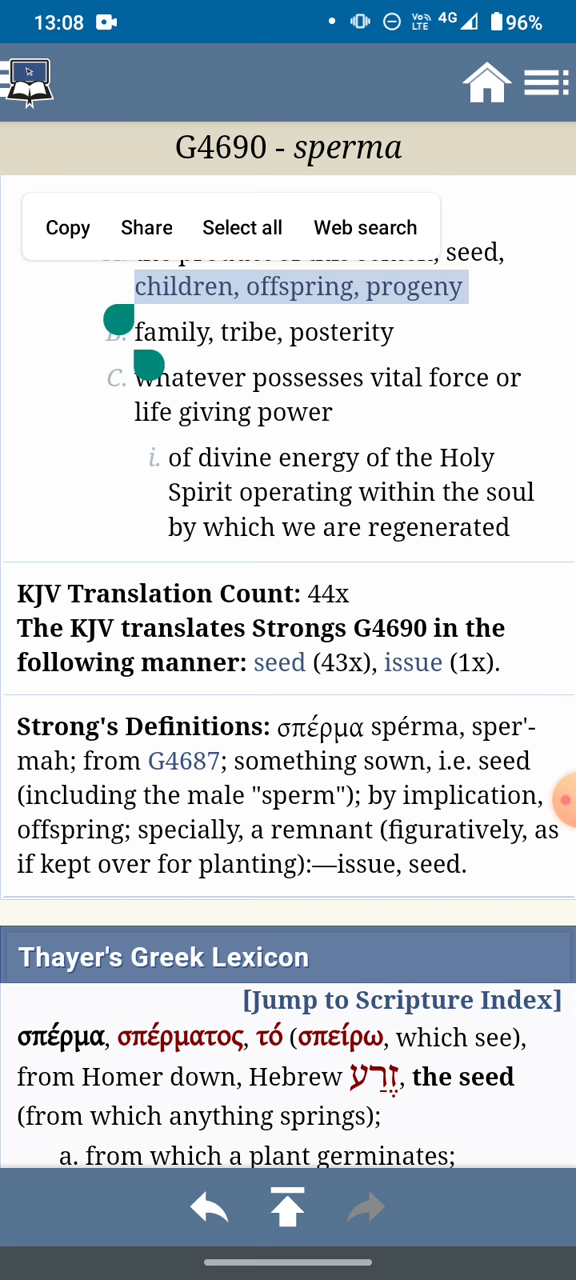 13:08 Vo) LTE 4G 96%
G4690 - sperma
Copy Share Select all Web search
seed,
children, offspring, progeny
B. family, tribe, posterity
C. whatever possesses vital force or
life giving power
i. of divine energy of the Holy
Spirit operating within the soul
by which we are regenerated
KJV Translation Count: 44x
The KJV translates Strongs G4690 in the
following manner: seed (43x), issue (1x).
Strong's Definitions: σπέρμα spérma, sper'-
mah; from G4687; something sown, i.e. seed
(including the male "sperm"); by implication,
offspring; specially, a remnant (figuratively, as
if kept over for planting):—issue, seed.
Thayer's Greek Lexicon
[Jump to Scripture Index]
σπέρμα, σπέρματος, τό (σπείρω, which see),
from Homer down, Hebrew זֶרַע, the seed
(from which anything springs);
a. from which a plant germinates;